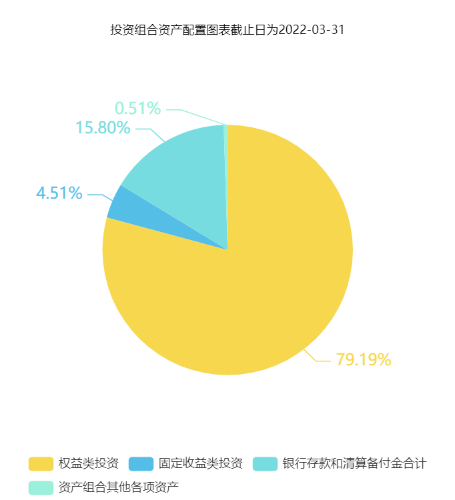 投资组合资产配置图表截止日为2022-03-31
0.51%
15.80%
4.51%
79.19%
权益类投资 固定收益类投资 银行存款和清算备付金合计
资产组合其他各项资产